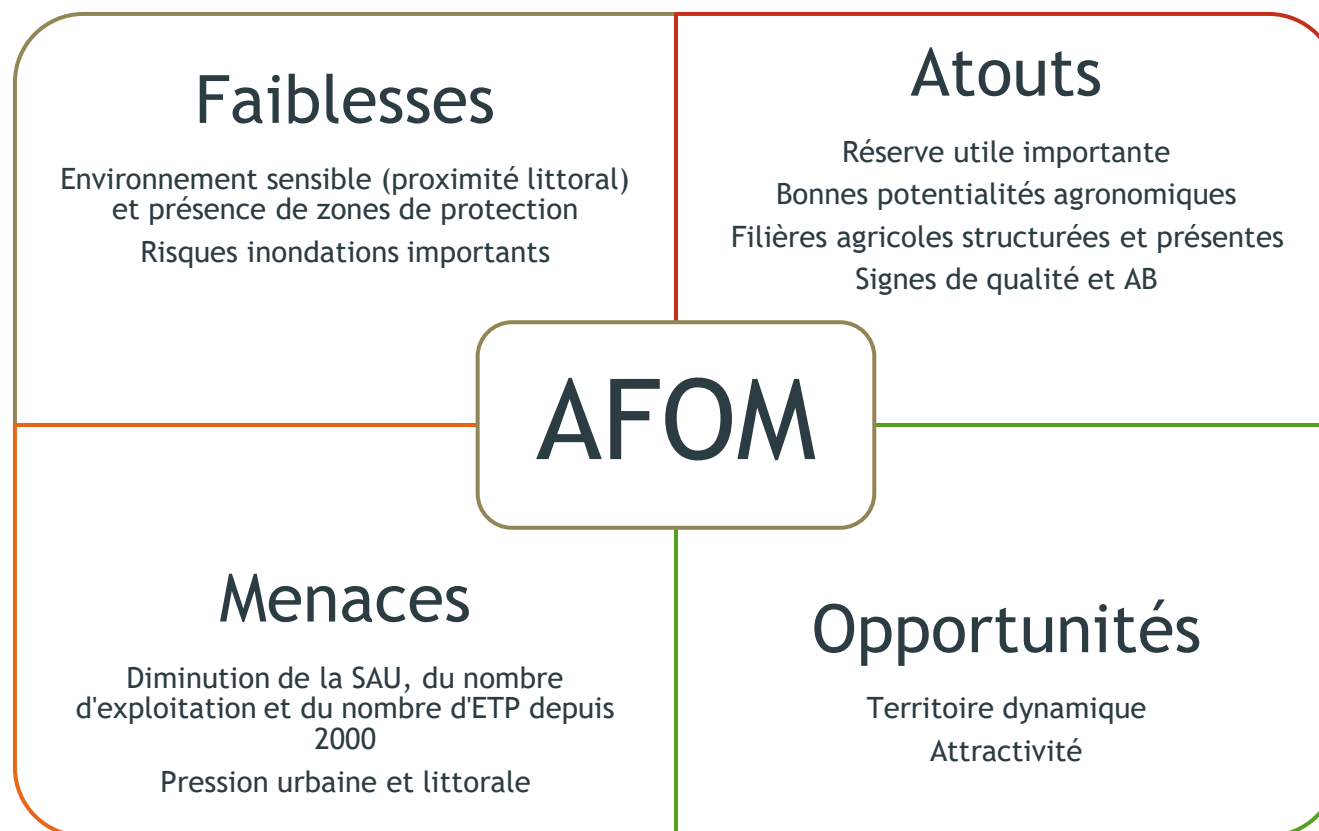 Faiblesses
Environnement sensible (proximité littoral)
et présence de zones de protection
Risques inondations importants
Atouts
Réserve utile importante
Bonnes potentialités agronomiques
Filières agricoles structurées et présentes
Signes de qualité et AB
AFOM
Menaces
Diminution de la SAU, du nombre
d'exploitation et du nombre d'ETP depuis
2000
Pression urbaine et littorale
Opportunités
Territoire dynamique
Attractivité